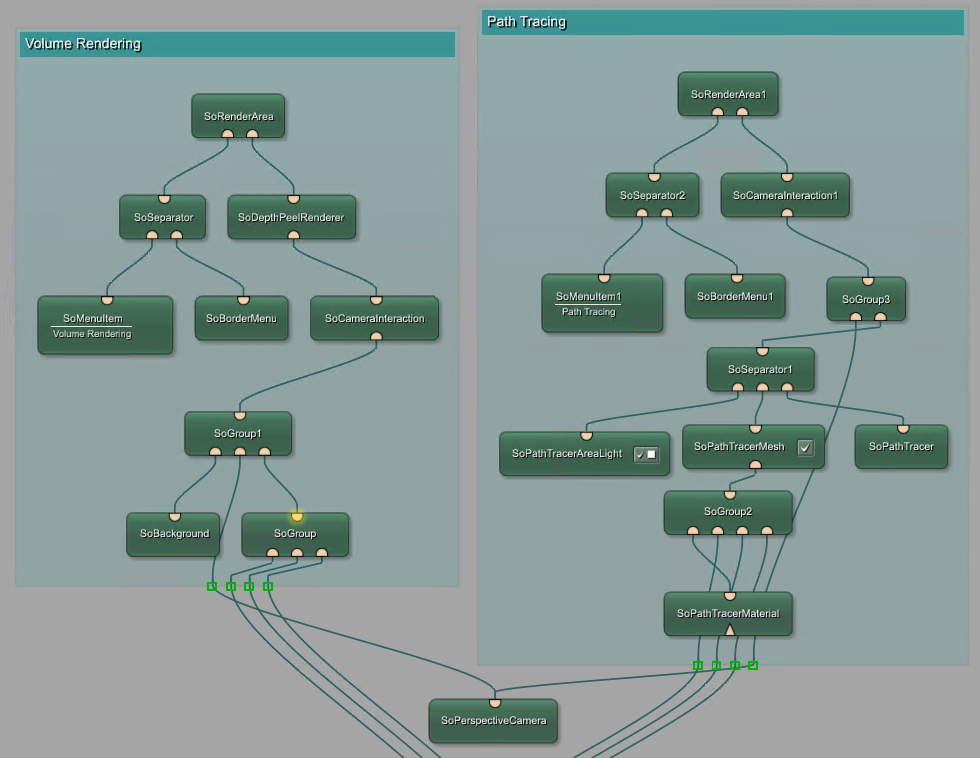 Volume Rendering
SoRenderArea
SoSeparator
SoDepthPeelRenderer
SoMenuItem
Volume Rendering
SoBorderMenu
SoCameraInteraction
SoGroup1
SoBackground
SoGroup
Path Tracing
SoRenderArea1
SoSeparator2
SoCameraInteraction1
SoMenuItem1
Path Tracing
SoBorderMenu1
SoGroup3
SoSeparator1
SoPathTracerAreaLight
SoPathTracerMesh
SoPathTracer
SoGroup2
SoPathTracerMaterial
SoPerspectiveCamera